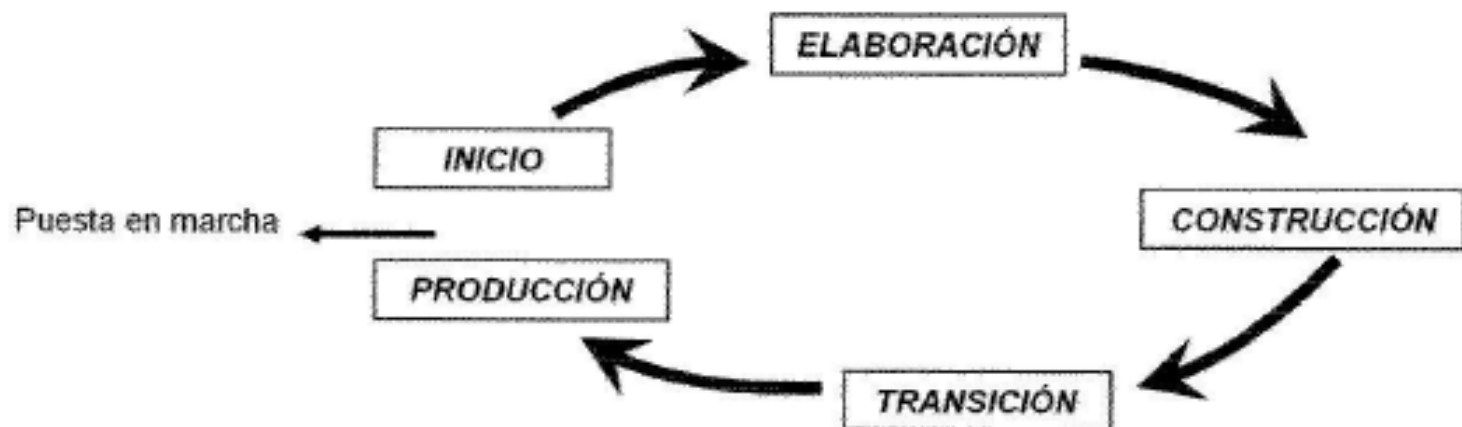 ELABORACIÓN
INICIO
CONSTRUCCIÓN
Puesta en marcha
PRODUCCIÓN
TRANSICIÓN